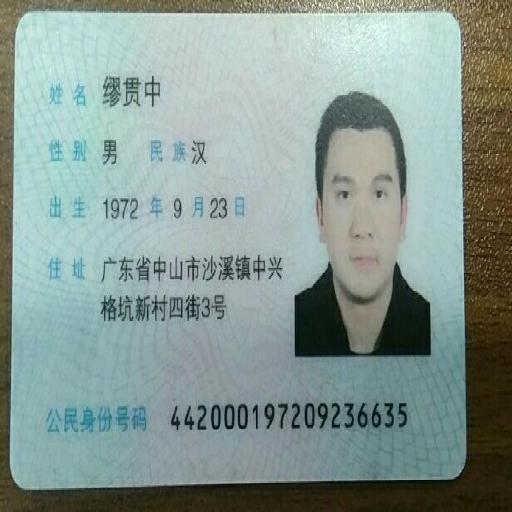 姓名 缪贯中
性别 男 民族 汉
出生 1972 年 9 月 23 日
住址 广东省中山市沙溪镇中兴
格坑新村四街3号
公民身份号码 442000197209236635